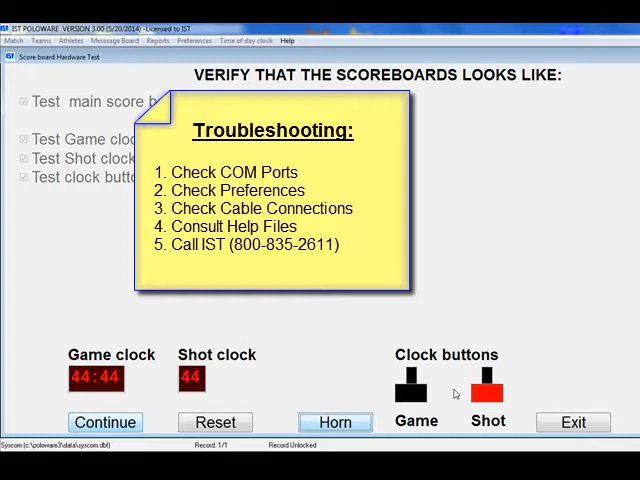 IST POLOWARE VERSION 3.00 (5/20/2014) -Licensed to IST
Match Teams Athletes Messsage Board Reports Preferences Time of day clock Help
IST Score board Hardware Test
VERIFY THAT THE SCOREBOARDS LOOKS LIKE:
Test main score b
Test Game cloc
Test Shot clock
Test clock butto
Troubleshooting:
1. Check COM Ports
2. Check Preferences
3. Check Cable Connections
4. Consult Help Files
5. Call IST (800-835-2611)
Game clock Shot clock Clock buttons
44:44 44
Continue Reset Horn Game Shot Exit
Syscom (c:\poloware3\data\syscom.dbf) Record: 1/1 Record Unlocked